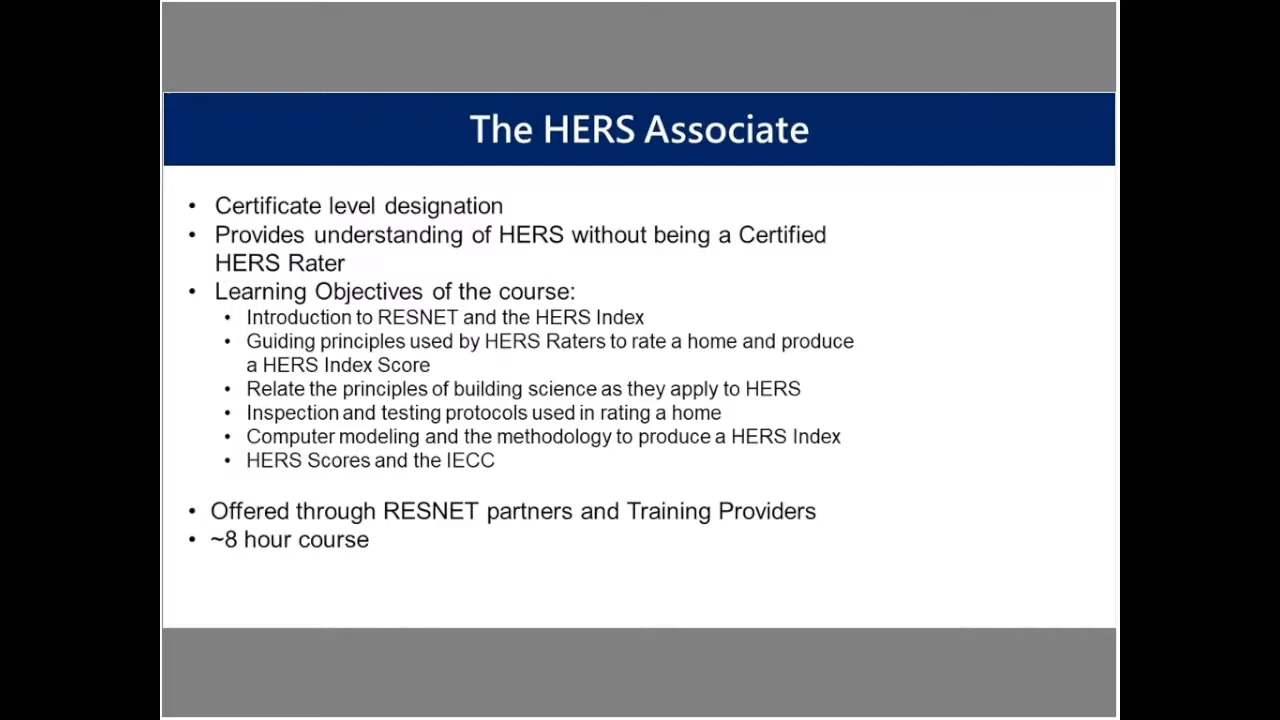 The HERS Associate
• Certificate level designation
• Provides understanding of HERS without being a Certified
HERS Rater
• Learning Objectives of the course:
• Introduction to RESNET and the HERS Index
• Guiding principles used by HERS Raters to rate a home and produce
a HERS Index Score
• Relate the principles of building science as they apply to HERS
• Inspection and testing protocols used in rating a home
• Computer modeling and the methodology to produce a HERS Index
• HERS Scores and the IECC
• Offered through RESNET partners and Training Providers
• ~8 hour course